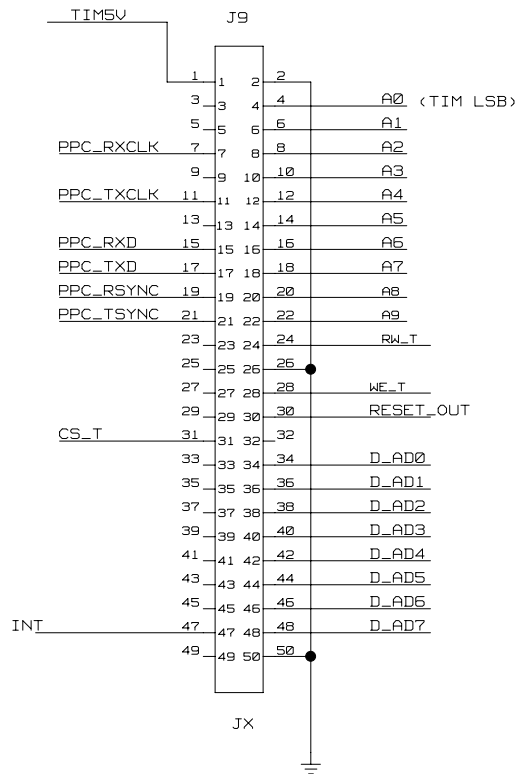 TIM5V
J9
1 1 2 2
3 3 4 4 A0 (TIM LSB)
5 5 6 6 A1
PPC_RXCLK 7 7 8 8 A2
9 9 10 10 A3
PPC_TXCLK 11 11 12 12 A4
13 13 14 14 A5
PPC_RXD 15 15 16 16 A6
PPC_TXD 17 17 18 18 A7
PPC_RSYNC 19 19 20 20 A8
PPC_TSYNC 21 21 22 22 A9
23 23 24 24 RW_T
25 25 26 26
27 27 28 28 WE_T
29 29 30 30 RESET_OUT
CS_T 31 31 32 32
33 33 34 34 D_AD0
35 35 36 36 D_AD1
37 37 38 38 D_AD2
39 39 40 40 D_AD3
41 41 42 42 D_AD4
43 43 44 44 D_AD5
45 45 46 46 D_AD6
INT 47 47 48 48 D_AD7
49 49 50 50
JX